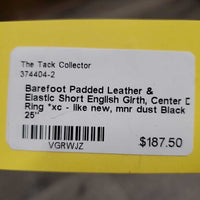 The Tack Collector
374404-2
Barefoot Padded Leather &
Elastic Short English Girth, Center D
Ring *xc - like new, mnr dust Black
25"
VGRWJZ
$187.50